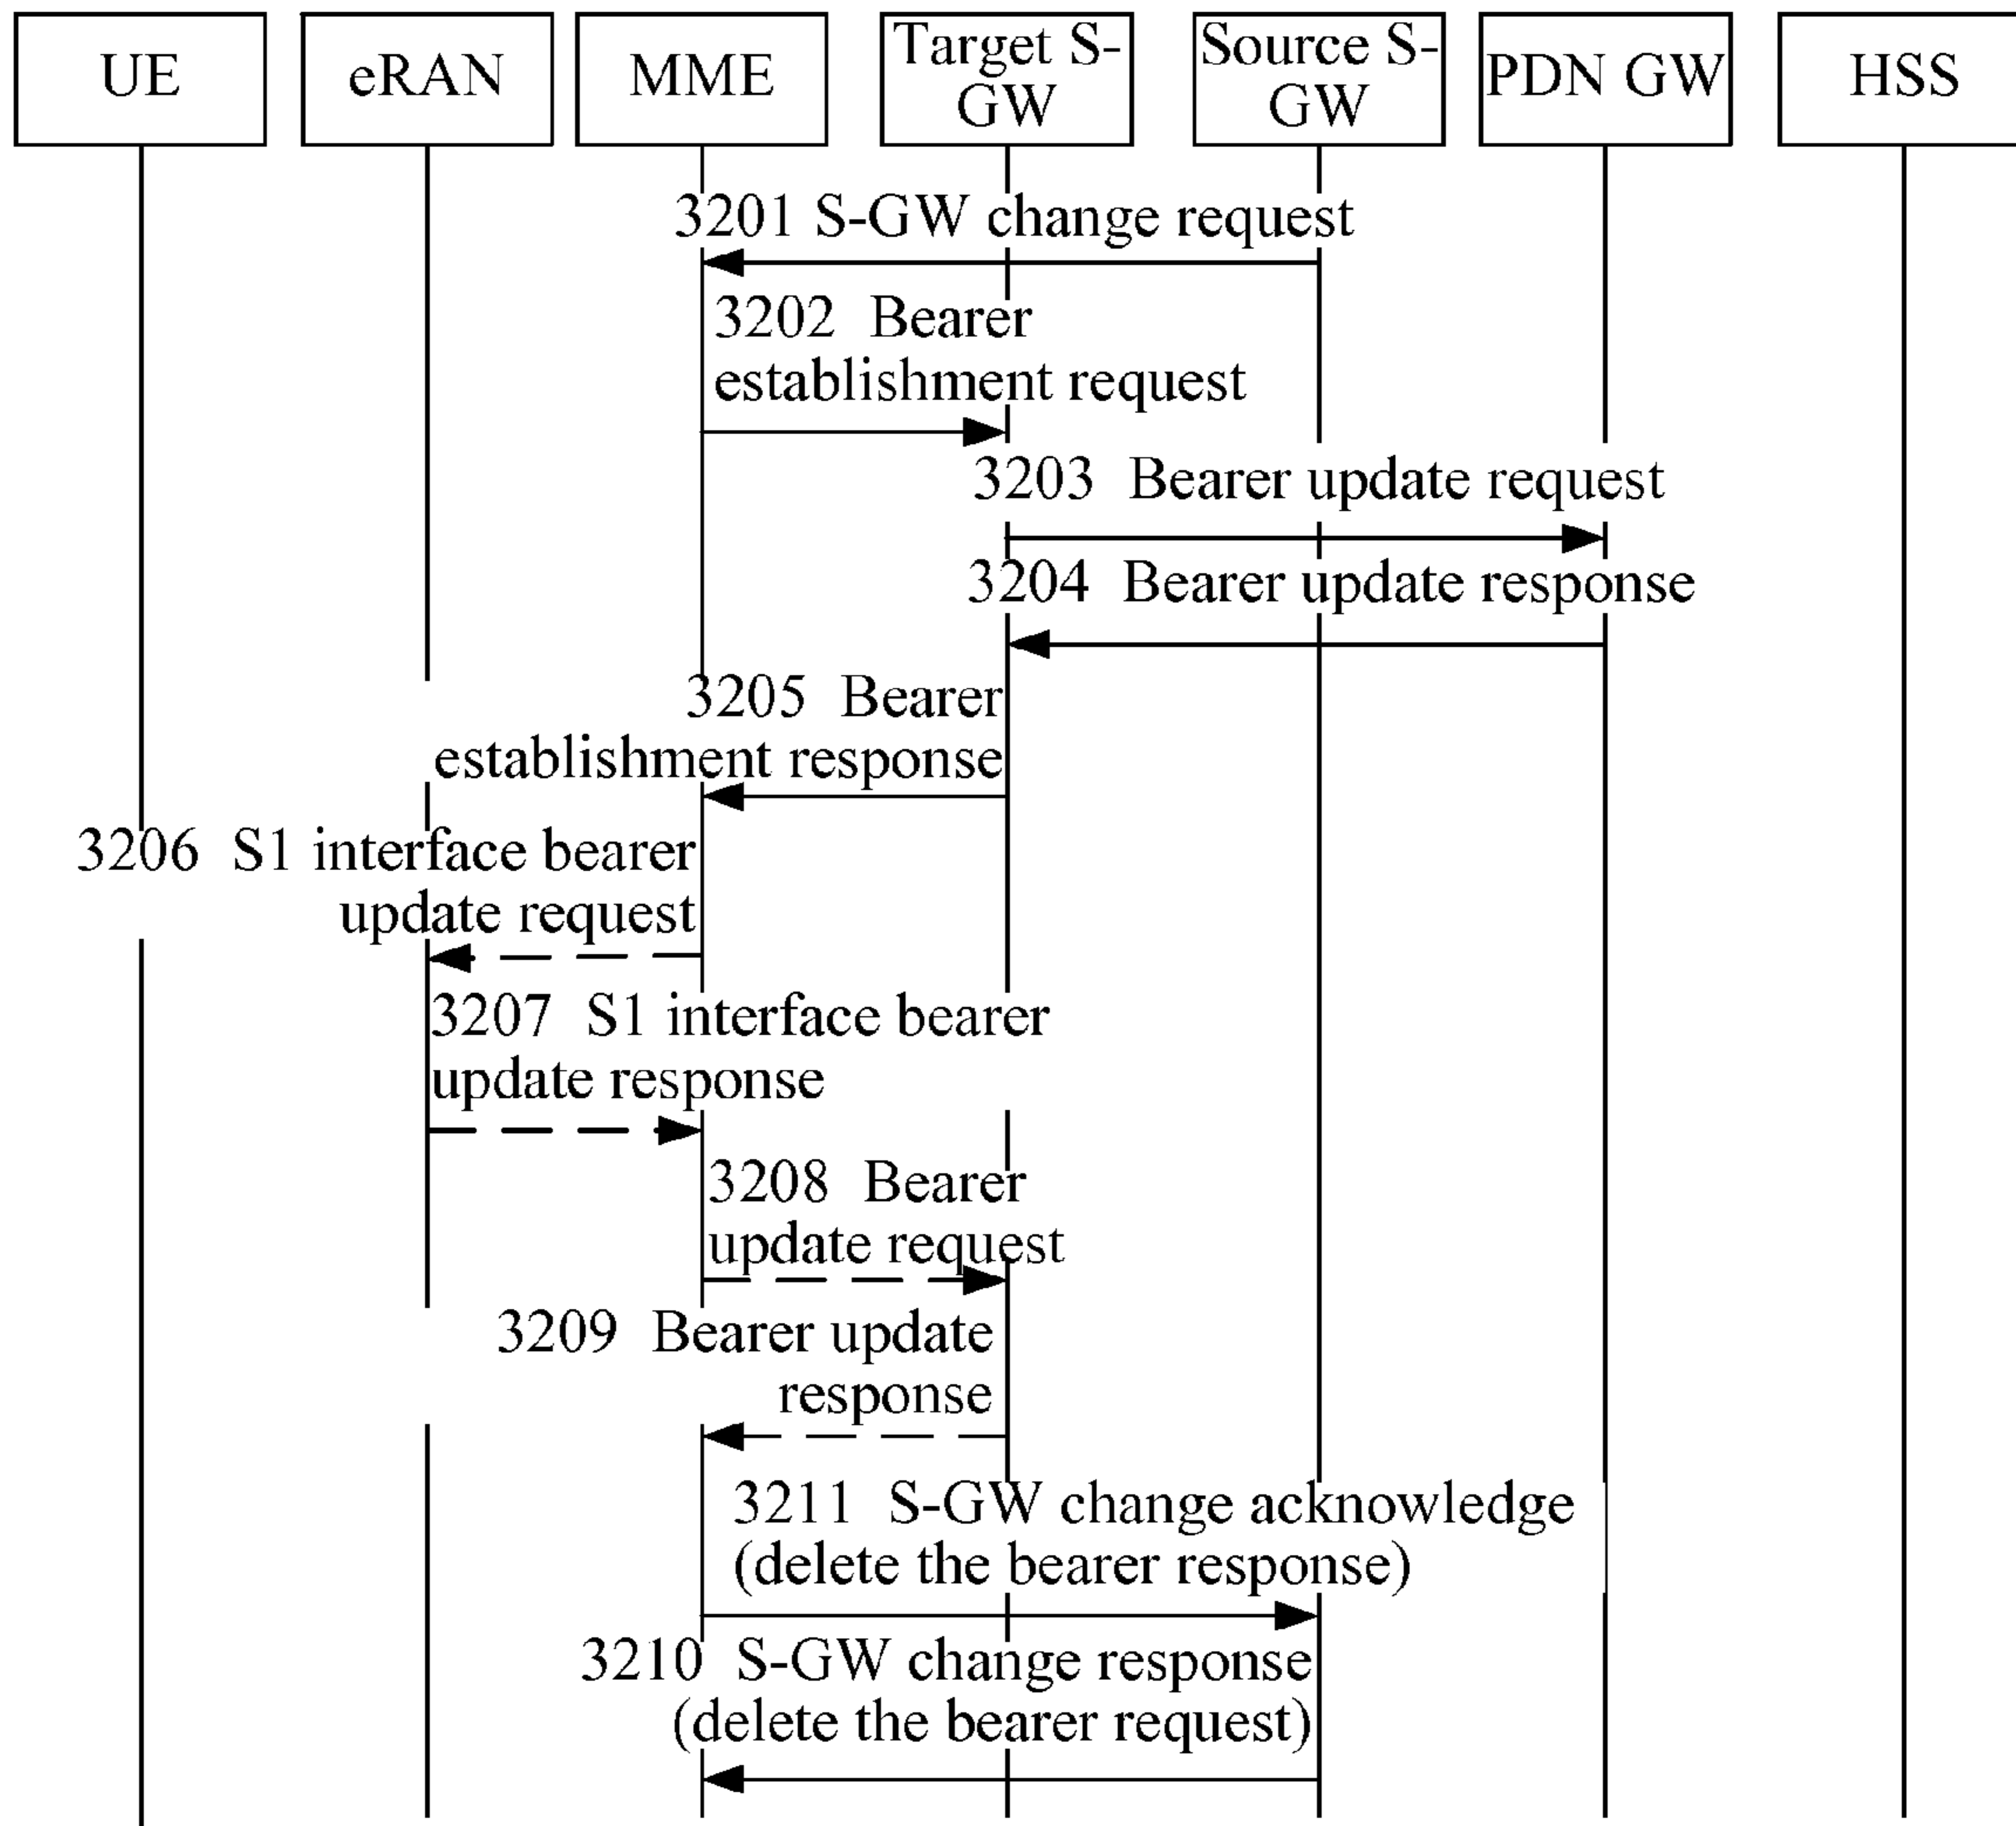 UE
eRAN
MME
Target S-
GW
Source S-
GW
PDN GW
HSS
3201 S-GW change request
3202 Bearer
establishment request
3203 Bearer update request
3204 Bearer update response
3205 Bearer
establishment response
3206 S1 interface bearer
update request
3207 S1 interface bearer
update response
3208 Bearer
update request
3209 Bearer update
response
3211 S-GW change acknowledge
(delete the bearer response)
3210 S-GW change response
(delete the bearer request)